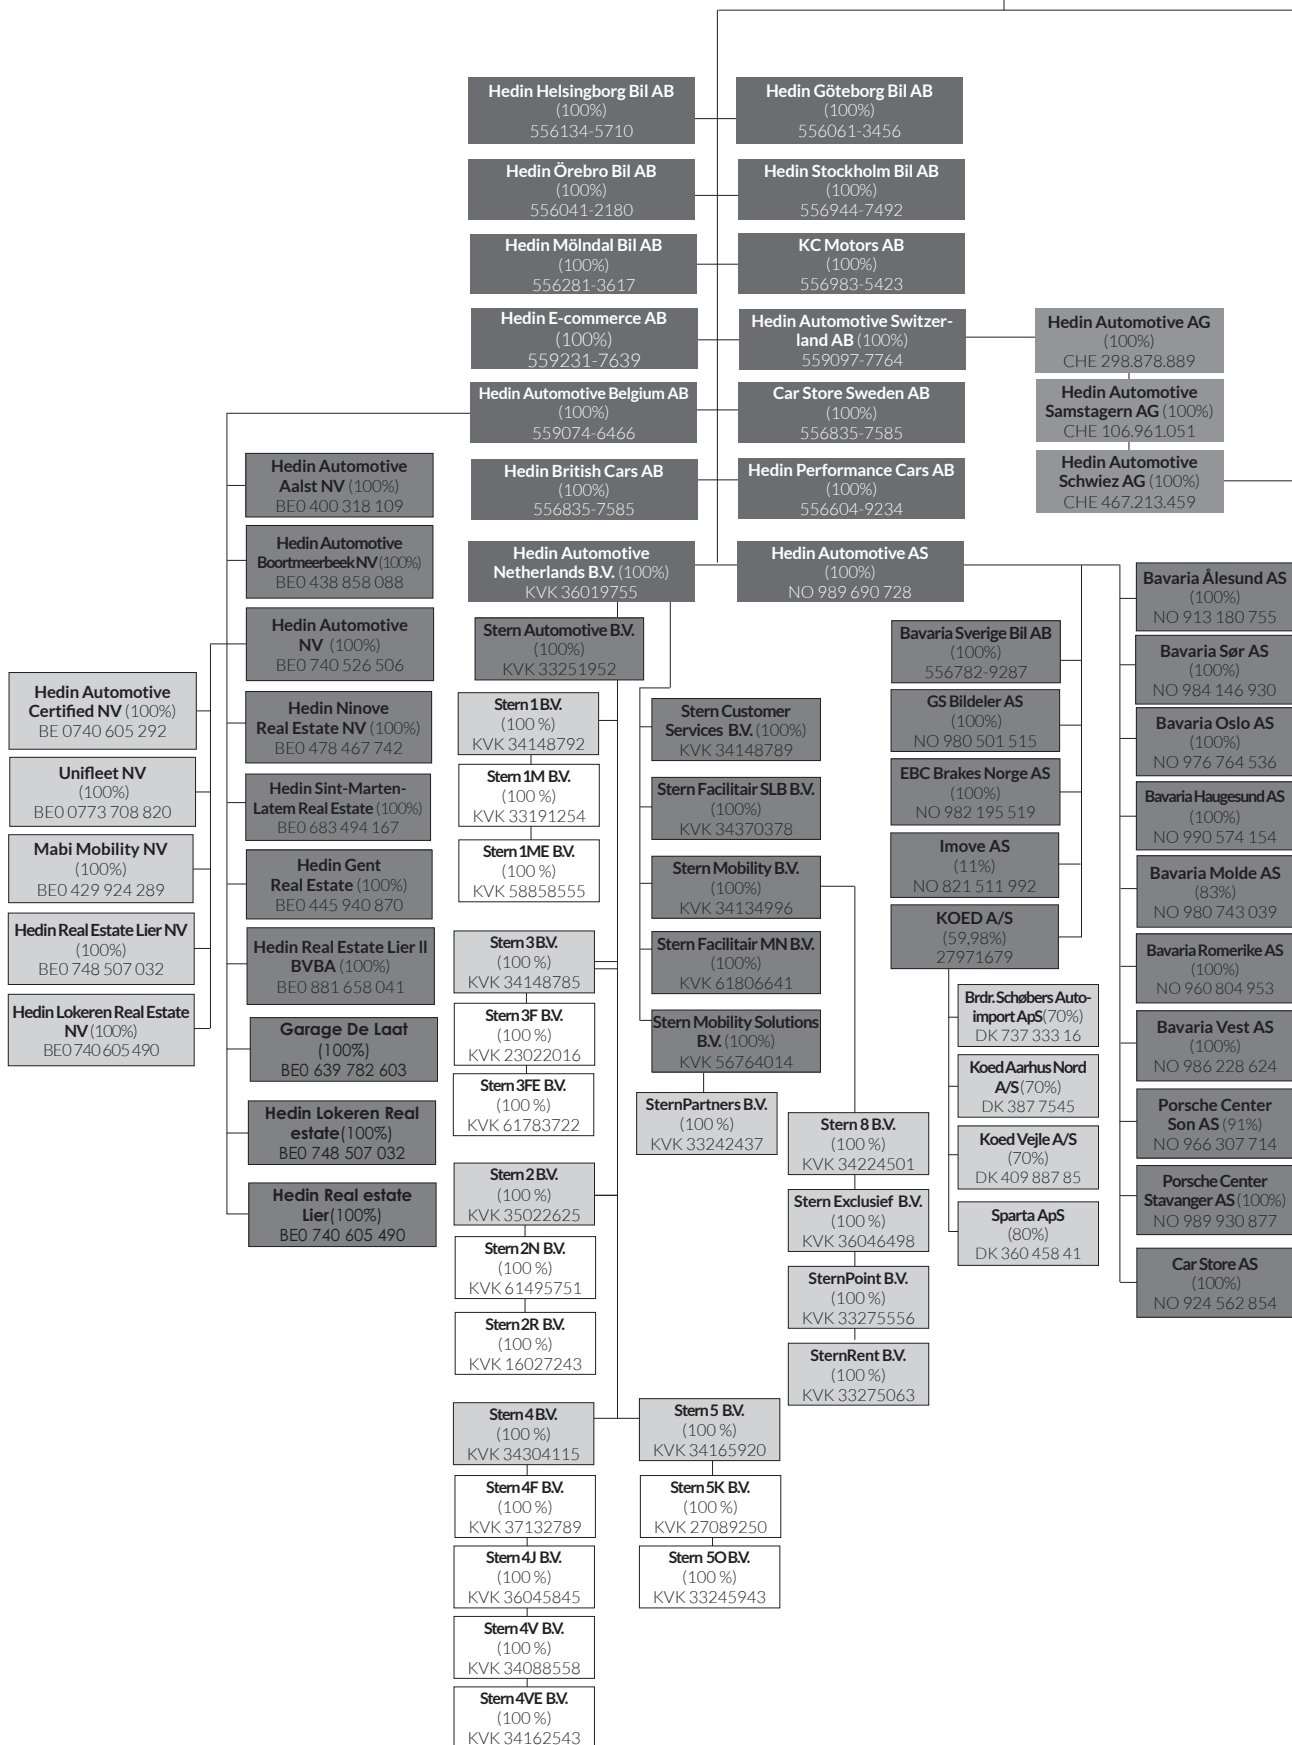 Hedin Helsingborg Bil AB
(100%)
556134-5710
Hedin Göteborg Bil AB
(100%)
556061-3456
Hedin Örebro Bil AB
(100%)
556041-2180
Hedin Stockholm Bil AB
(100%)
556944-7492
Hedin Mölndal Bil AB
(100%)
556281-3617
KC Motors AB
(100%)
556983-5423
Hedin E-commerce AB
(100%)
559231-7639
Hedin Automotive Switzer-
land AB (100%)
559097-7764
Hedin Automotive AG
(100%)
CHE 298.878.889
Hedin Automotive
Samstagern AG (100%)
CHE 106.961.051
Hedin Automotive
Schwiez AG (100%)
CHE 467.213.459
Hedin Automotive Belgium AB
(100%)
559074-6466
Car Store Sweden AB
(100%)
556835-7585
Hedin British Cars AB
(100%)
556835-7585
Hedin Performance Cars AB
(100%)
556604-9234
Hedin Automotive
Netherlands B.V. (100%)
KVK 36019755
Hedin Automotive AS
(100%)
NO 989 690 728
Hedin Automotive
Aalst NV (100%)
BE0 400 318 109
Hedin Automotive
Boortmeerbeek NV (100%)
BE0 438 858 088
Hedin Automotive
NV (100%)
BE0 740 526 506
Hedin Ninove
Real Estate NV (100%)
BE0 478 467 742
Hedin Sint-Marten-
Latem Real Estate (100%)
BE0 683 494 167
Hedin Gent
Real Estate (100%)
BE0 445 940 870
Hedin Real Estate Lier II
BVBA (100%)
BE0 881 658 041
Garage De Laat
(100%)
BE0 639 782 603
Hedin Lokeren Real
estate(100%)
BE0 748 507 032
Hedin Real estate
Lier(100%)
BE0 740 605 490
Hedin Automotive
Certified NV (100%)
BE 0740 605 292
Unifleet NV
(100%)
BE0 0773 708 820
Mabi Mobility NV
(100%)
BE0 429 924 289
Hedin Real Estate Lier NV
(100%)
BE0 748 507 032
Hedin Lokeren Real Estate
NV (100%)
BE0 740 605 490
Stern Automotive B.V.
(100%)
KVK 33251952
Stern 1 B.V.
(100 %)
KVK 34148792
Stern 1M B.V.
(100 %)
KVK 33191254
Stern 1ME B.V.
(100 %)
KVK 58858555
Stern 3 B.V.
(100 %)
KVK 34148785
Stern 3F B.V.
(100 %)
KVK 23022016
Stern 3FE B.V.
(100 %)
KVK 61783722
Stern 2 B.V.
(100 %)
KVK 35022625
Stern 2N B.V.
(100 %)
KVK 61495751
Stern 2R B.V.
(100 %)
KVK 16027243
Stern 4 B.V.
(100 %)
KVK 34304115
Stern 4F B.V.
(100 %)
KVK 37132789
Stern 4J B.V.
(100 %)
KVK 36045845
Stern 4V B.V.
(100 %)
KVK 34088558
Stern 4VE B.V.
(100 %)
KVK 34162543
Stern 5 B.V.
(100 %)
KVK 34165920
Stern 5K B.V.
(100 %)
KVK 27089250
Stern 5O B.V.
(100 %)
KVK 33245943
Stern Customer
Services B.V. (100%)
KVK 34148789
Stern Facilitair SLB B.V.
(100%)
KVK 34370378
Stern Mobility B.V.
(100%)
KVK 34134996
Stern Facilitair MN B.V.
(100%)
KVK 61806641
Stern Mobility Solutions
B.V. (100%)
KVK 56764014
SternPartners B.V.
(100 %)
KVK 33242437
Stern 8 B.V.
(100 %)
KVK 34224501
Stern Exclusief B.V.
(100 %)
KVK 36046498
SternPoint B.V.
(100 %)
KVK 33275556
SternRent B.V.
(100 %)
KVK 33275063
Bavaria Sverige Bil AB
(100%)
556782-9287
GS Bildeler AS
(100%)
NO 980 501 515
EBC Brakes Norge AS
(100%)
NO 982 195 519
Imove AS
(11%)
NO 821 511 992
KOED A/S
(59,98%)
27971679
Brdr. Schøbers Auto-
import ApS (70%)
DK 737 333 16
Koed Aarhus Nord
A/S (70%)
DK 387 7545
Koed Vejle A/S
(70%)
DK 409 887 85
Sparta ApS
(80%)
DK 360 458 41
Bavaria Ålesund AS
(100%)
NO 913 180 755
Bavaria Sør AS
(100%)
NO 984 146 930
Bavaria Oslo AS
(100%)
NO 976 764 536
Bavaria Haugesund AS
(100%)
NO 990 574 154
Bavaria Molde AS
(83%)
NO 980 743 039
Bavaria Romerike AS
(100%)
NO 960 804 953
Bavaria Vest AS
(100%)
NO 986 228 624
Porsche Center
Son AS (91%)
NO 966 307 714
Porsche Center
Stavanger AS (100%)
NO 989 930 877
Car Store AS
(100%)
NO 924 562 854